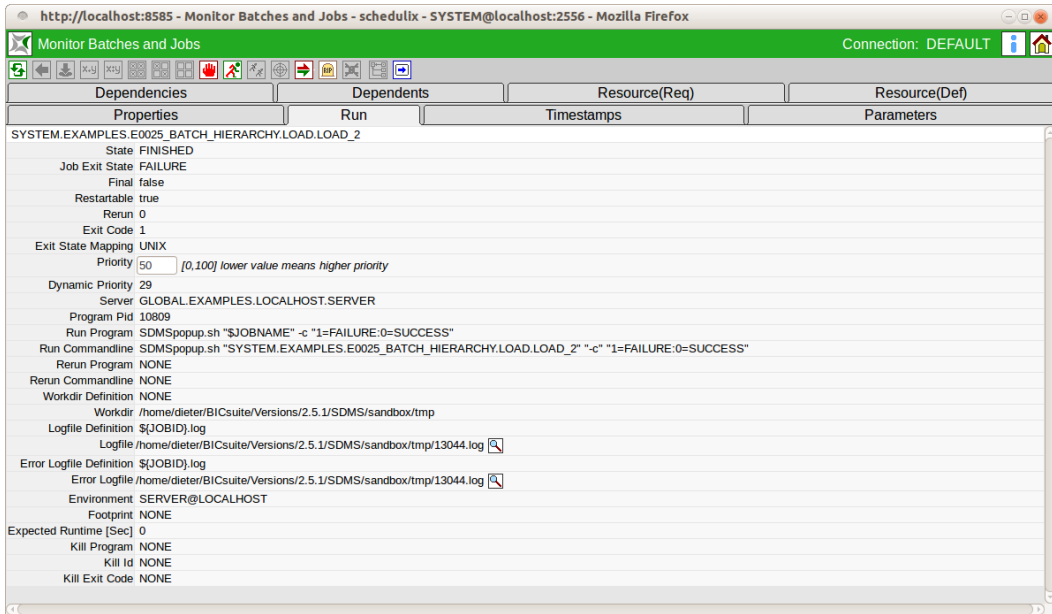 http://localhost:8585 - Monitor Batches and Jobs - schedulix - SYSTEM@localhost:2556 - Mozilla Firefox
Monitor Batches and Jobs Connection: DEFAULT
Dependencies Dependents Resource(Req) Resource(Def)
Properties Run Timestamps Parameters
SYSTEM.EXAMPLES.E0025_BATCH_HIERARCHY.LOAD.LOAD_2
State FINISHED
Job Exit State FAILURE
Final false
Restartable true
Rerun 0
Exit Code 1
Exit State Mapping UNIX
Priority 50 [0,100] lower value means higher priority
Dynamic Priority 29
Server GLOBAL.EXAMPLES.LOCALHOST.SERVER
Program Pid 10809
Run Program SDMSpopup.sh "$JOBNAME" -c "1=FAILURE:0=SUCCESS"
Run Commandline SDMSpopup.sh "SYSTEM.EXAMPLES.E0025_BATCH_HIERARCHY.LOAD.LOAD_2" "-c" "1=FAILURE:0=SUCCESS"
Rerun Program NONE
Rerun Commandline NONE
Workdir Definition NONE
Workdir /home/dieter/BICsuite/Versions/2.5.1/SDMS/sandbox/tmp
Logfile Definition ${JOBID}.log
Logfile /home/dieter/BICsuite/Versions/2.5.1/SDMS/sandbox/tmp/13044.log
Error Logfile Definition ${JOBID}.log
Error Logfile /home/dieter/BICsuite/Versions/2.5.1/SDMS/sandbox/tmp/13044.log
Environment SERVER@LOCALHOST
Footprint NONE
Expected Runtime [Sec] 0
Kill Program NONE
Kill Id NONE
Kill Exit Code NONE